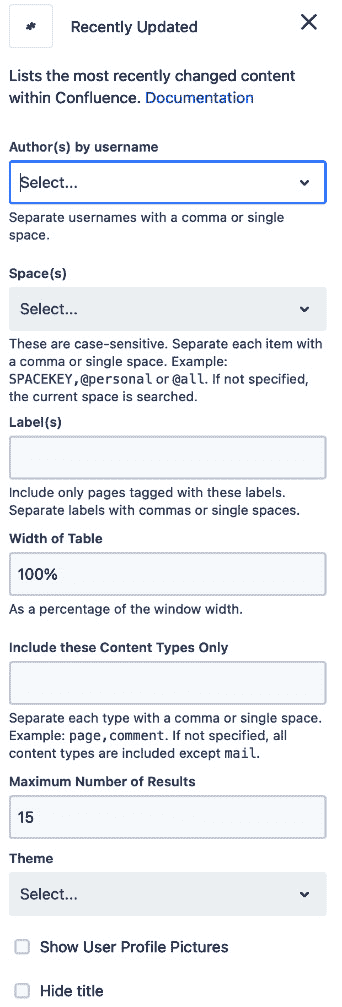 Recently Updated
Lists the most recently changed content
within Confluence. Documentation
Author(s) by username
Select...
Separate usernames with a comma or single
space.
Space(s)
Select...
These are case-sensitive. Separate each item with
a comma or single space. Example:
SPACEKEY,@personal or @all. If not specified,
the current space is searched.
Label(s)
Include only pages tagged with these labels.
Separate labels with commas or single spaces.
Width of Table
100%
As a percentage of the window width.
Include these Content Types Only
Separate each type with a comma or single space.
Example: page,comment. If not specified, all
content types are included except mail.
Maximum Number of Results
15
Theme
Select...
Show User Profile Pictures
Hide title